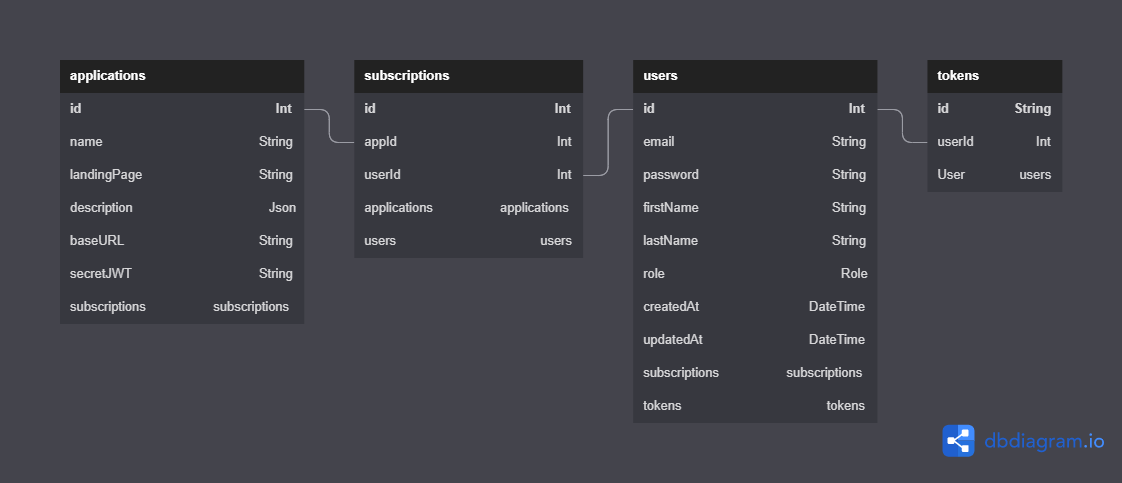 applications
id Int
name String
landingPage String
description Json
baseURL String
secretJWT String
subscriptions subscriptions
subscriptions
id Int
appId Int
userId Int
applications applications
users users
users
id Int
email String
password String
firstName String
lastName String
role Role
createdAt DateTime
updatedAt DateTime
subscriptions subscriptions
tokens tokens
tokens
id String
userId Int
User users
dbdiagram.io